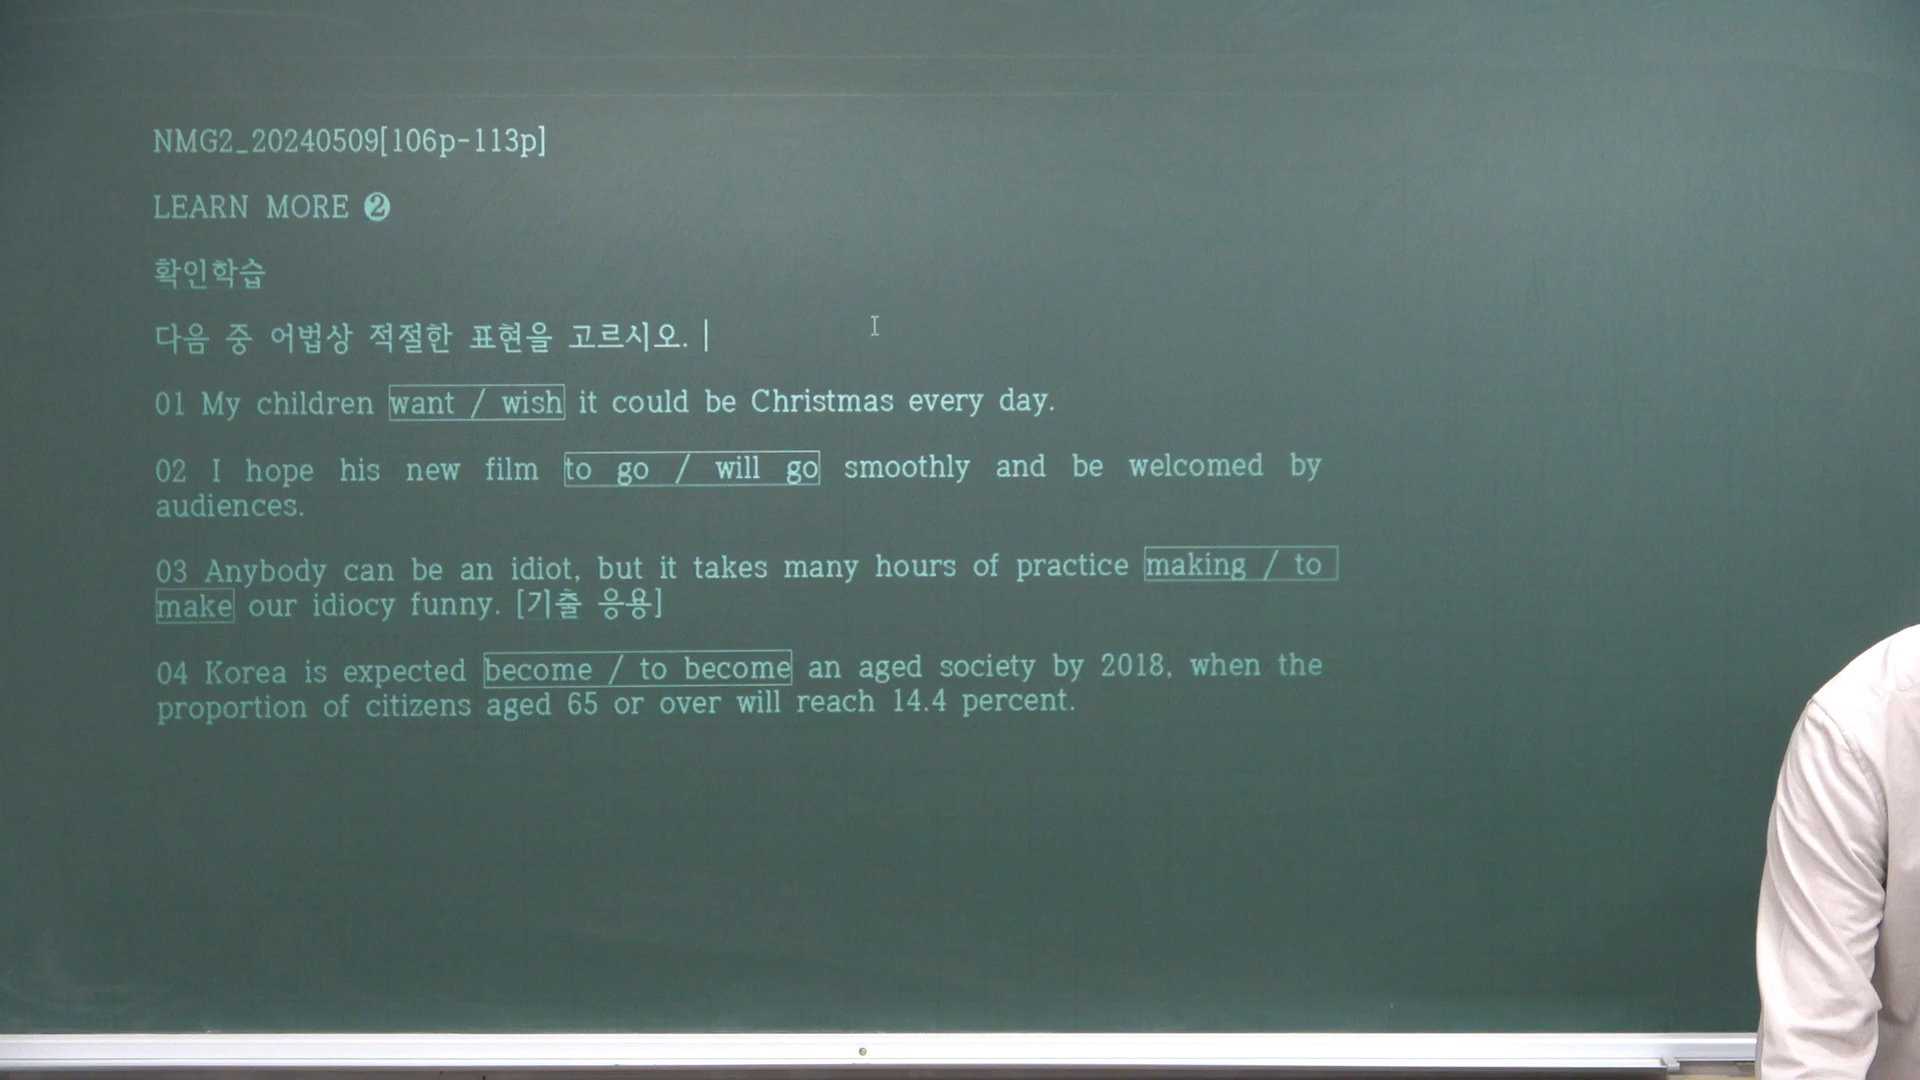 NMG2_20240509[106p-113p]
LEARN MORE ❷
확인학습
다음 중 어법상 적절한 표현을 고르시오.
01 My children want / wish it could be Christmas every day.
02 I hope his new film to go / will go smoothly and be welcomed by
audiences.
03 Anybody can be an idiot, but it takes many hours of practice making / to
make our idiocy funny. [기출 응용]
04 Korea is expected become / to become an aged society by 2018, when the
proportion of citizens aged 65 or over will reach 14.4 percent.